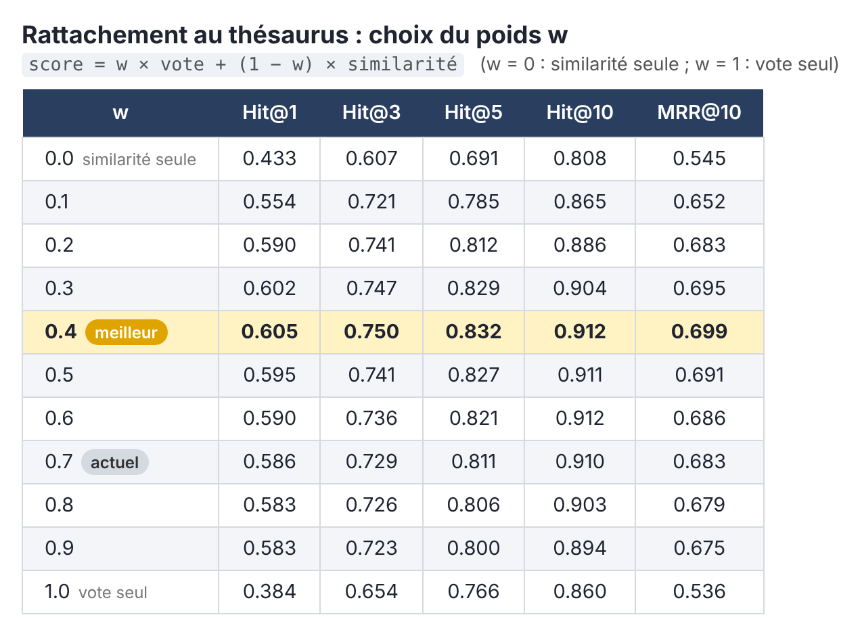 Rattachement au thésaurus : choix du poids w
score = w × vote + (1 − w) × similarité (w = 0 : similarité seule ; w = 1 : vote seul)
w Hit@1 Hit@3 Hit@5 Hit@10 MRR@10
0.0 similarité seule 0.433 0.607 0.691 0.808 0.545
0.1 0.554 0.721 0.785 0.865 0.652
0.2 0.590 0.741 0.812 0.886 0.683
0.3 0.602 0.747 0.829 0.904 0.695
0.4 meilleur 0.605 0.750 0.832 0.912 0.699
0.5 0.595 0.741 0.827 0.911 0.691
0.6 0.590 0.736 0.821 0.912 0.686
0.7 actuel 0.586 0.729 0.811 0.910 0.683
0.8 0.583 0.726 0.806 0.903 0.679
0.9 0.583 0.723 0.800 0.894 0.675
1.0 vote seul 0.384 0.654 0.766 0.860 0.536